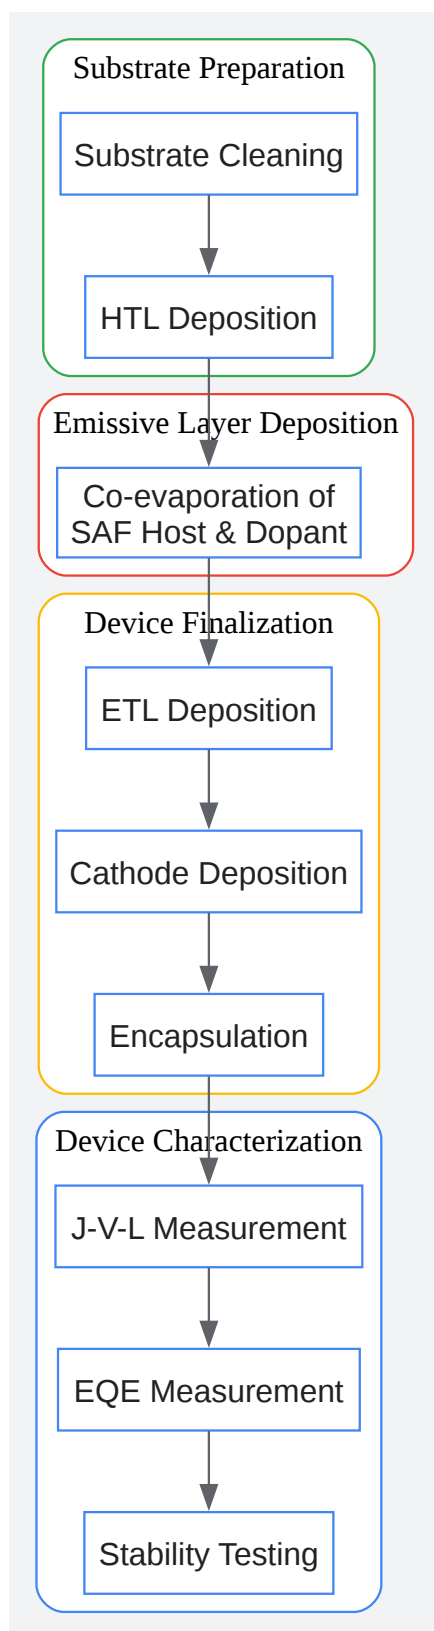 Substrate Preparation
Substrate Cleaning
HTL Deposition
Emissive Layer Deposition
Co-evaporation of
SAF Host & Dopant
Device Finalization
ETL Deposition
Cathode Deposition
Encapsulation
Device Characterization
J-V-L Measurement
EQE Measurement
Stability Testing